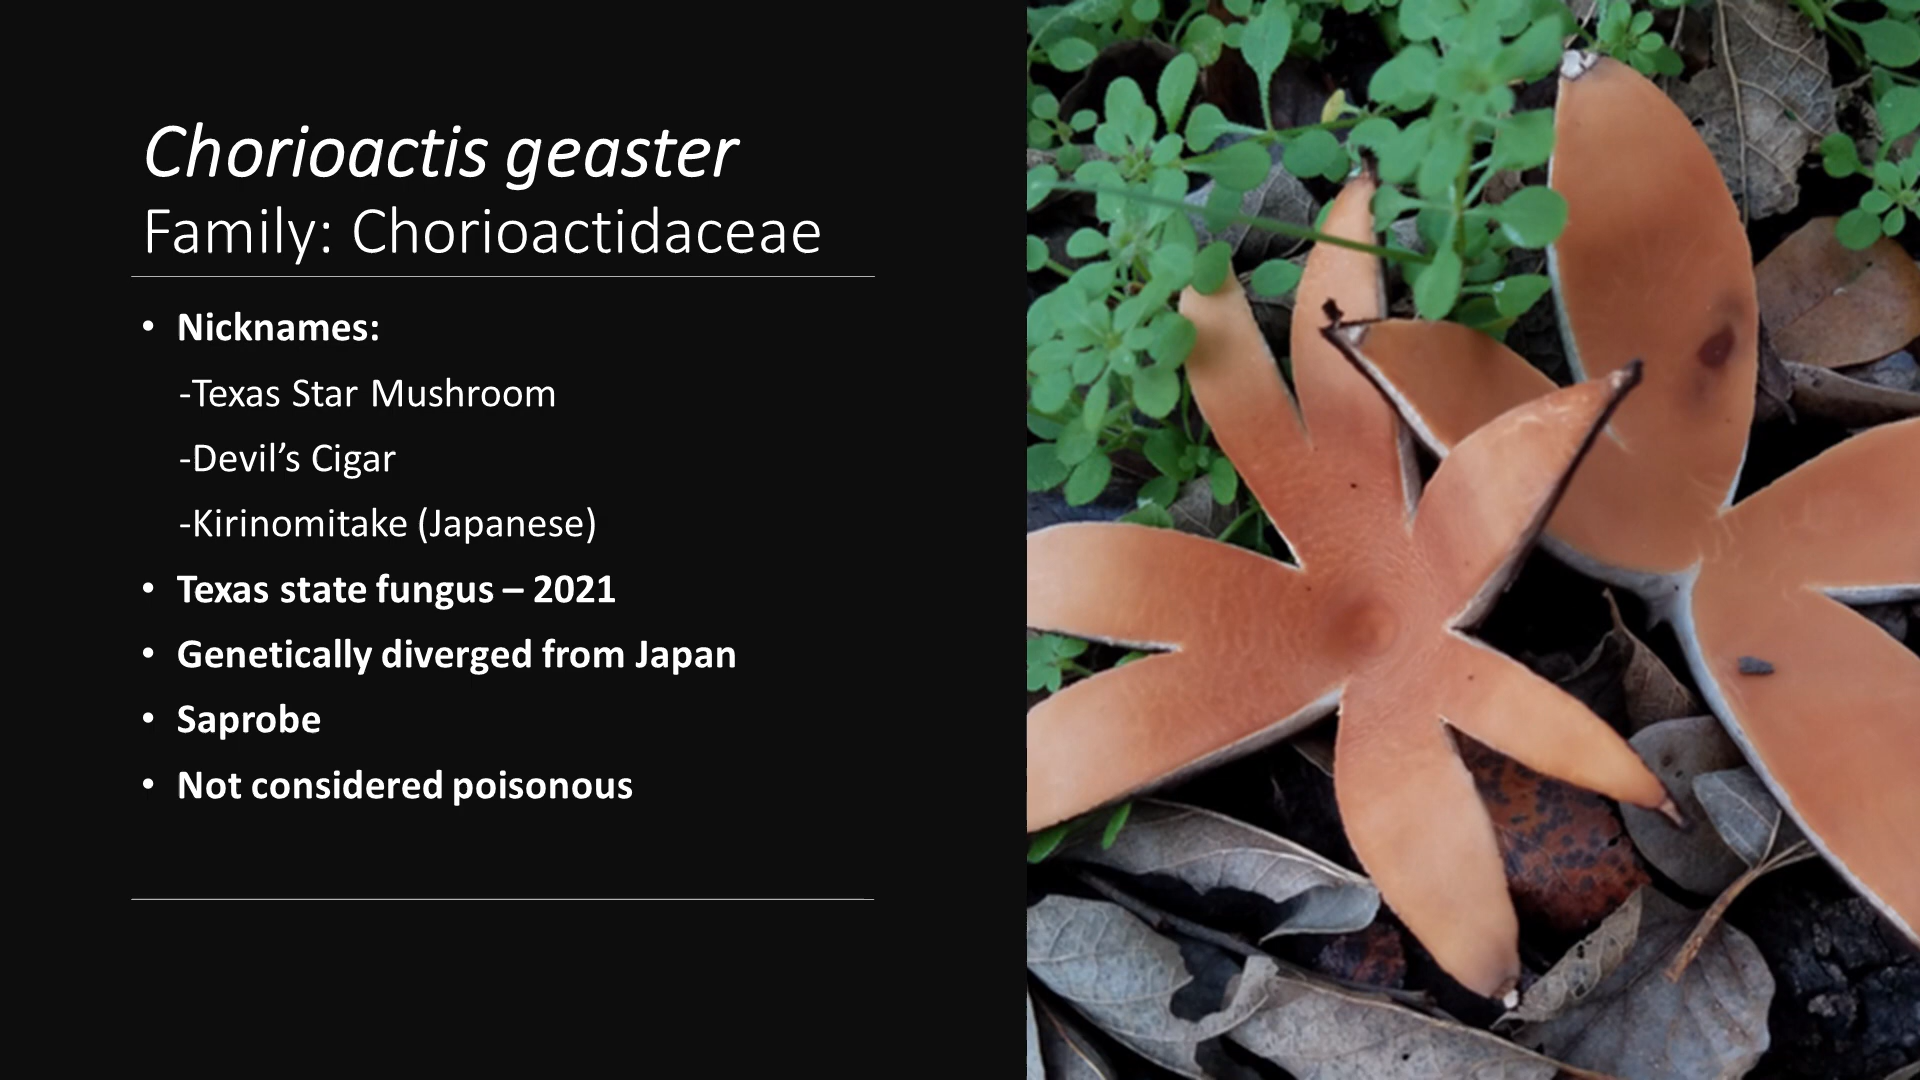 Chorioactis geaster
Family: Chorioactidaceae
• Nicknames:
-Texas Star Mushroom
-Devil’s Cigar
-Kirinomitake (Japanese)
• Texas state fungus – 2021
• Genetically diverged from Japan
• Saprobe
• Not considered poisonous